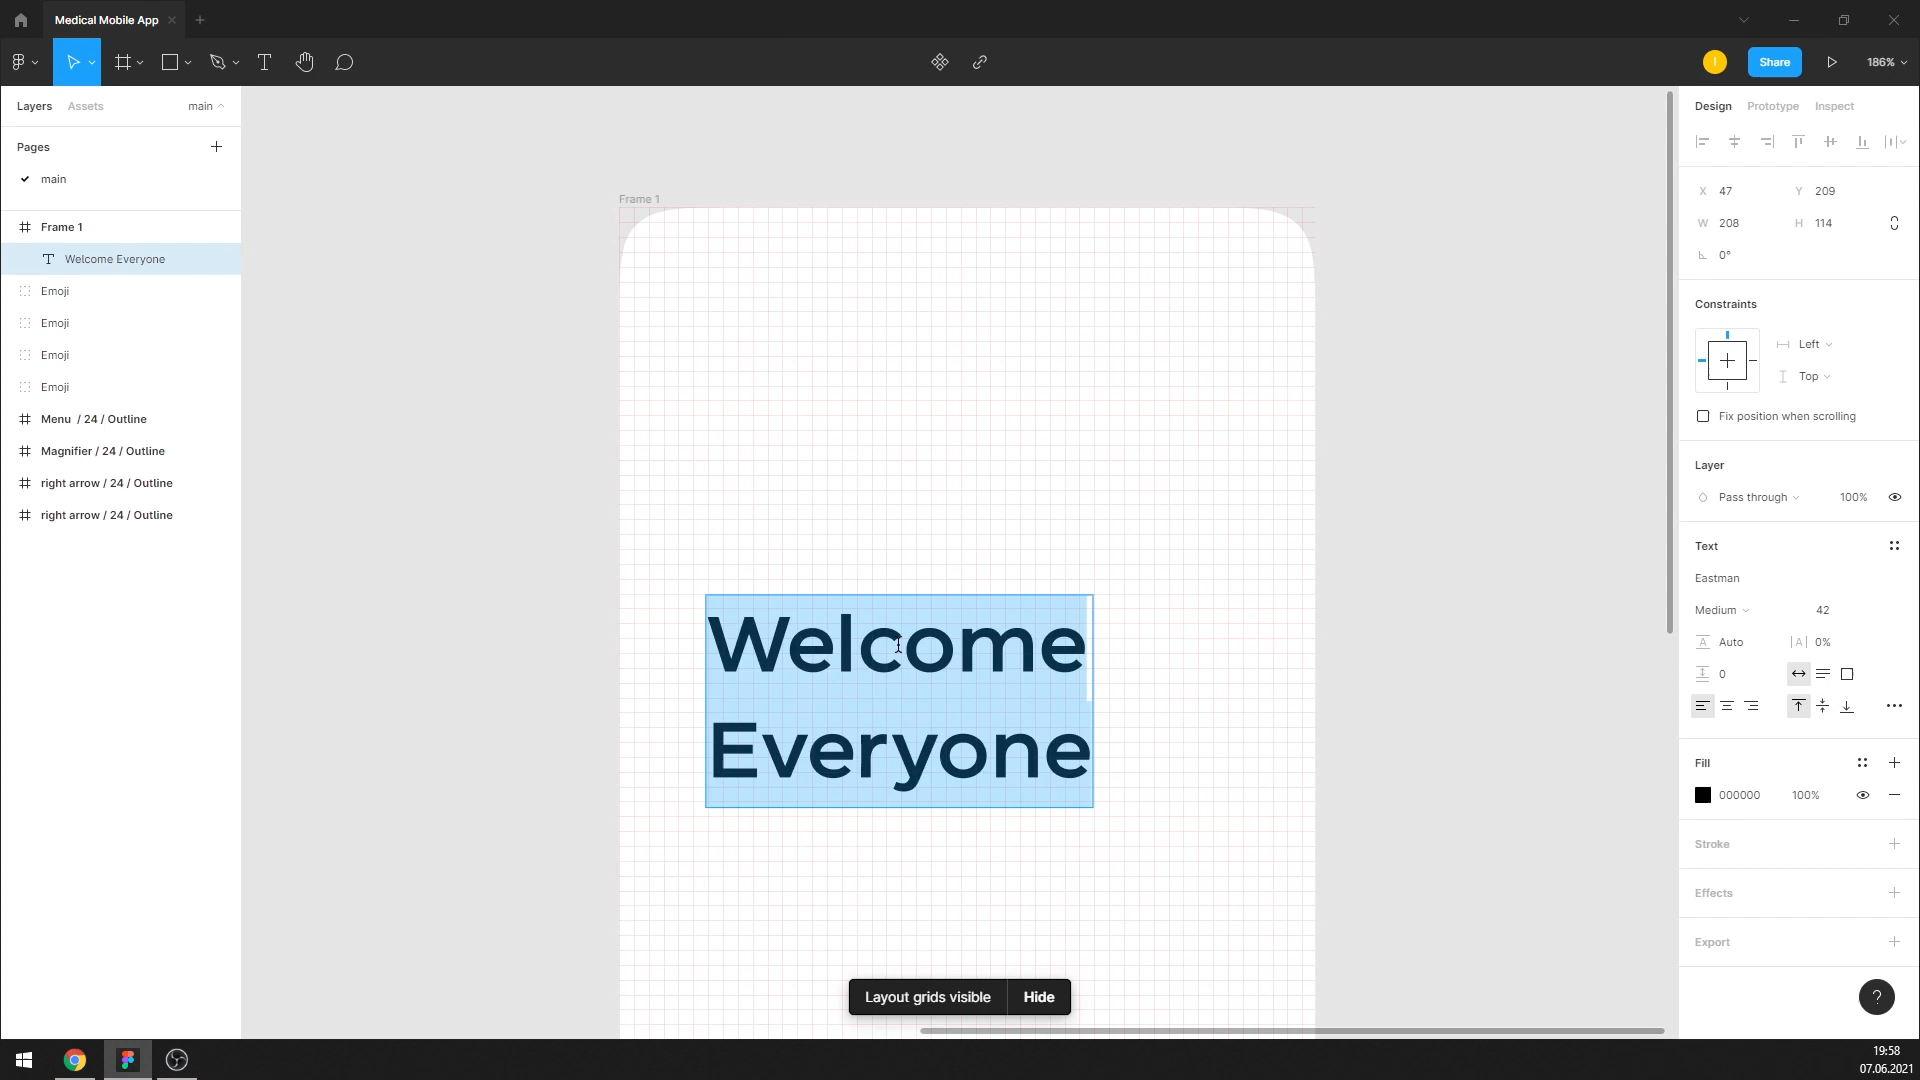 Medical Mobile App
Share
186%
Layers Assets main
Pages
main
Frame 1
Welcome Everyone
Emoji
Emoji
Emoji
Emoji
Menu / 24 / Outline
Magnifier / 24 / Outline
right arrow / 24 / Outline
right arrow / 24 / Outline
Frame 1
Welcome
Everyone
Layout grids visible Hide
Design Prototype Inspect
X 47 Y 209
W 208 H 114
0°
Constraints
Left
Top
Fix position when scrolling
Layer
Pass through 100%
Text
Eastman
Medium 42
A Auto |A| 0%
0
Fill
000000 100%
Stroke
Effects
Export
?
19:58
07.06.2021